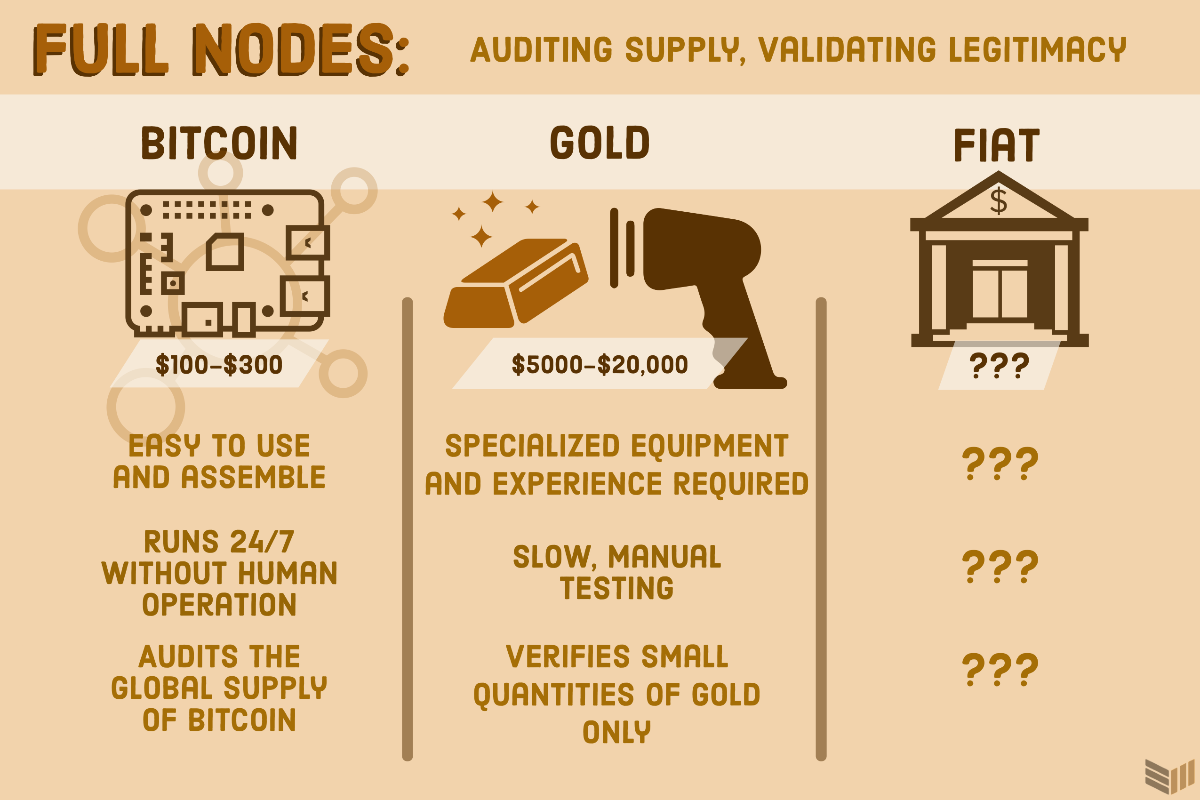 FULL NODES:
AUDITING SUPPLY, VALIDATING LEGITIMACY
BITCOIN
GOLD
FIAT
$
$100–$300
$5000–$20,000
???
EASY TO USE
AND ASSEMBLE
RUNS 24/7
WITHOUT HUMAN
OPERATION
AUDITS THE
GLOBAL SUPPLY
OF BITCOIN
SPECIALIZED EQUIPMENT
AND EXPERIENCE REQUIRED
SLOW, MANUAL
TESTING
VERIFIES SMALL
QUANTITIES OF GOLD
ONLY
???
???
???